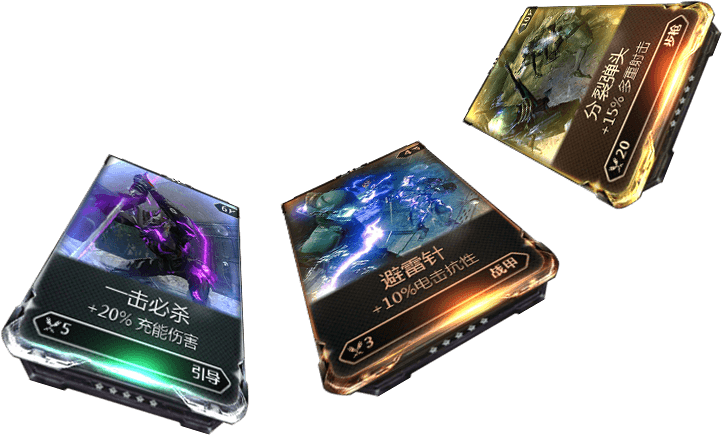 一击必杀
+20% 充能伤害
5
引导
避雷针
+10%电击抗性
3
战甲
10
分裂弹头
+15% 多重射击
20
步枪